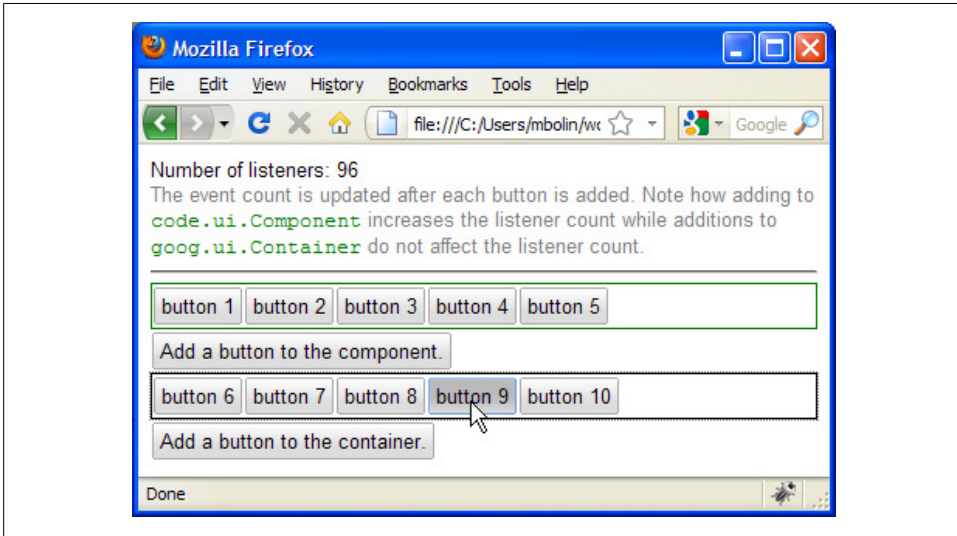 Mozilla Firefox
File Edit View History Bookmarks Tools Help
file:///C:/Users/mbolin/wc Google
Number of listeners: 96
The event count is updated after each button is added. Note how adding to
code.ui.Component increases the listener count while additions to
goog.ui.Container do not affect the listener count.
button 1 button 2 button 3 button 4 button 5
Add a button to the component.
button 6 button 7 button 8 button 9 button 10
Add a button to the container.
Done